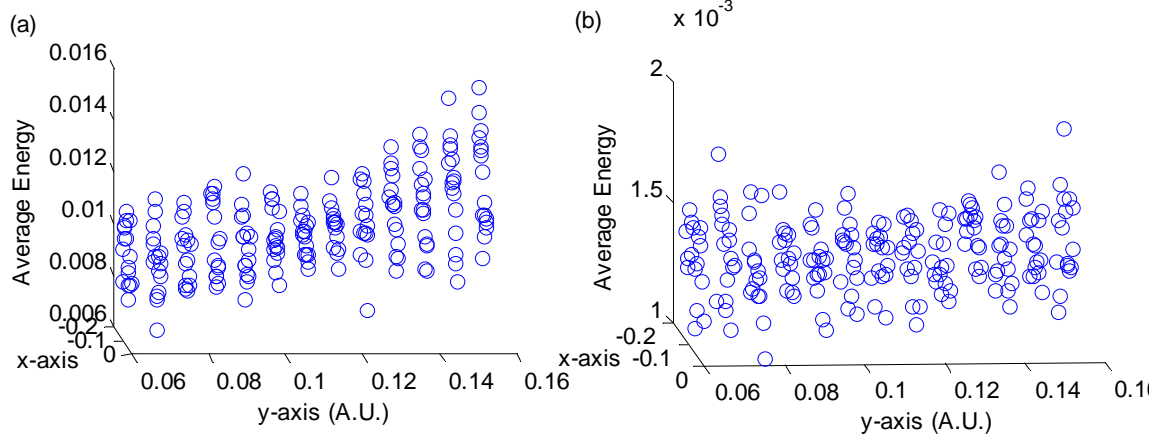 (a)
0.016
0.014
0.012
0.01
0.008
0.006
-0.2
-0.1
0
Average Energy
x-axis
0.06 0.08 0.1 0.12 0.14 0.16
y-axis (A.U.)
(b)
x 10-3
2
1.5
1
-0.2
-0.1
0
Average Energy
x-axis
0.06 0.08 0.1 0.12 0.14 0.16
y-axis (A.U.)